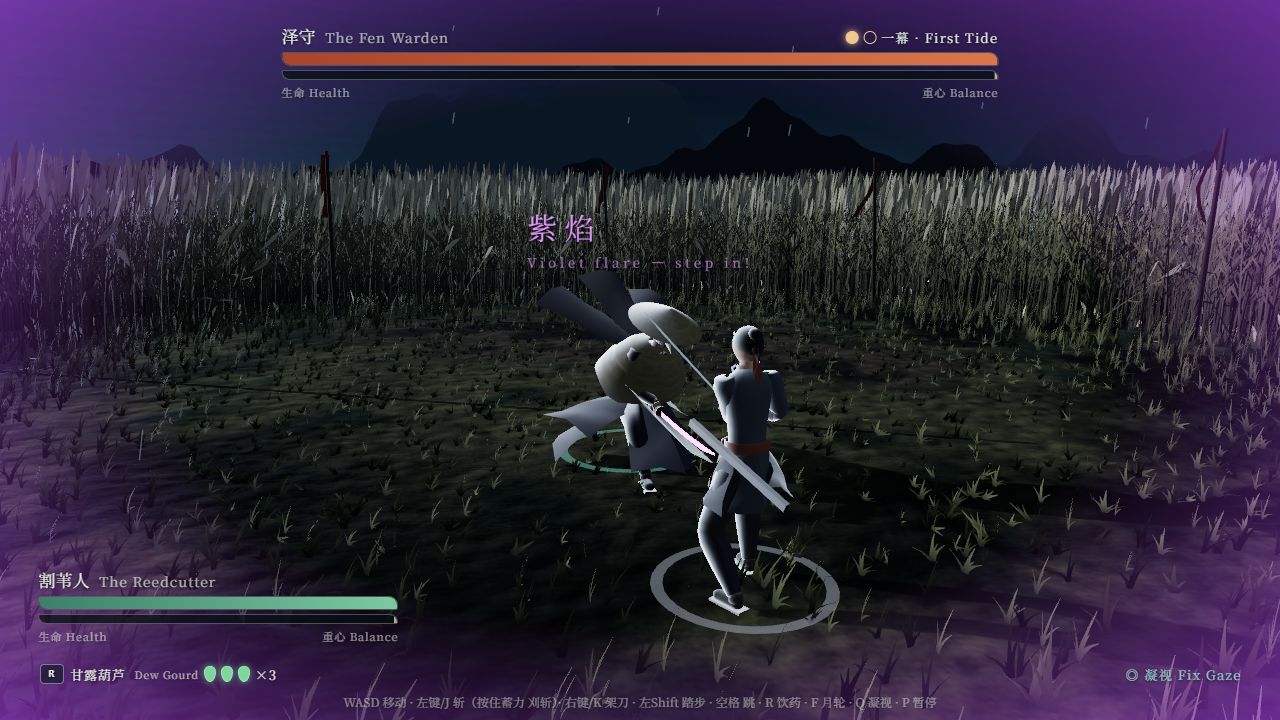 泽守 The Fen Warden
一幕 · First Tide
生命 Health
重心 Balance
紫焰
Violet flare — step in!
割苇人 The Reedcutter
生命 Health
重心 Balance
R 甘露葫芦 Dew Gourd ×3
◎ 凝视 Fix Gaze
WASD 移动 · 左键/J 斩（按住蓄力 刈斩）· 右键/K 架刀 · 左Shift 踏步 · 空格 跳 · R 饮药 · F 月轮 · Q 凝视 · P 暂停